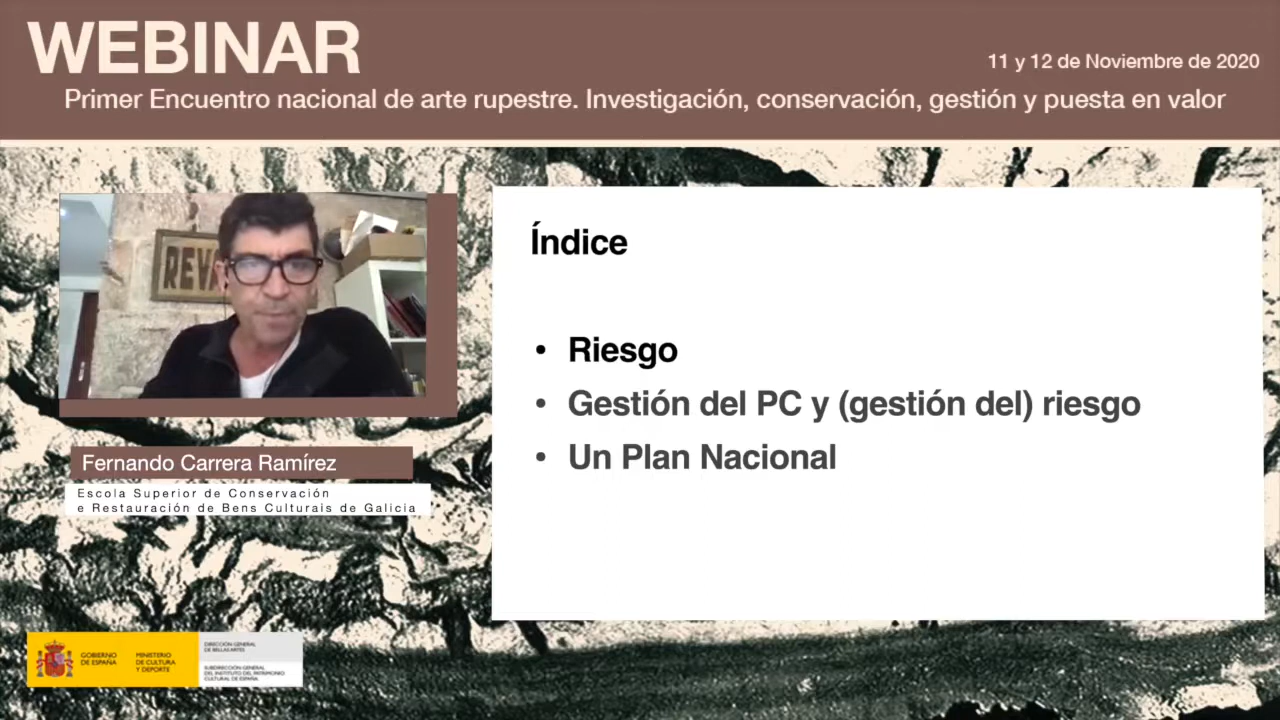 WEBINAR
11 y 12 de Noviembre de 2020
Primer Encuentro nacional de arte rupestre. Investigación, conservación, gestión y puesta en valor
REVA
Índice
• Riesgo
• Gestión del PC y (gestión del) riesgo
• Un Plan Nacional
Fernando Carrera Ramírez
Escola Superior de Conservación
e Restauración de Bens Culturais de Galicia
GOBIERNO
DE ESPAÑA
MINISTERIO
DE CULTURA
Y DEPORTE
DIRECCIÓN GENERAL
DE BELLAS ARTES
SUBDIRECCIÓN GENERAL
DEL INSTITUTO DEL PATRIMONIO
CULTURAL DE ESPAÑA